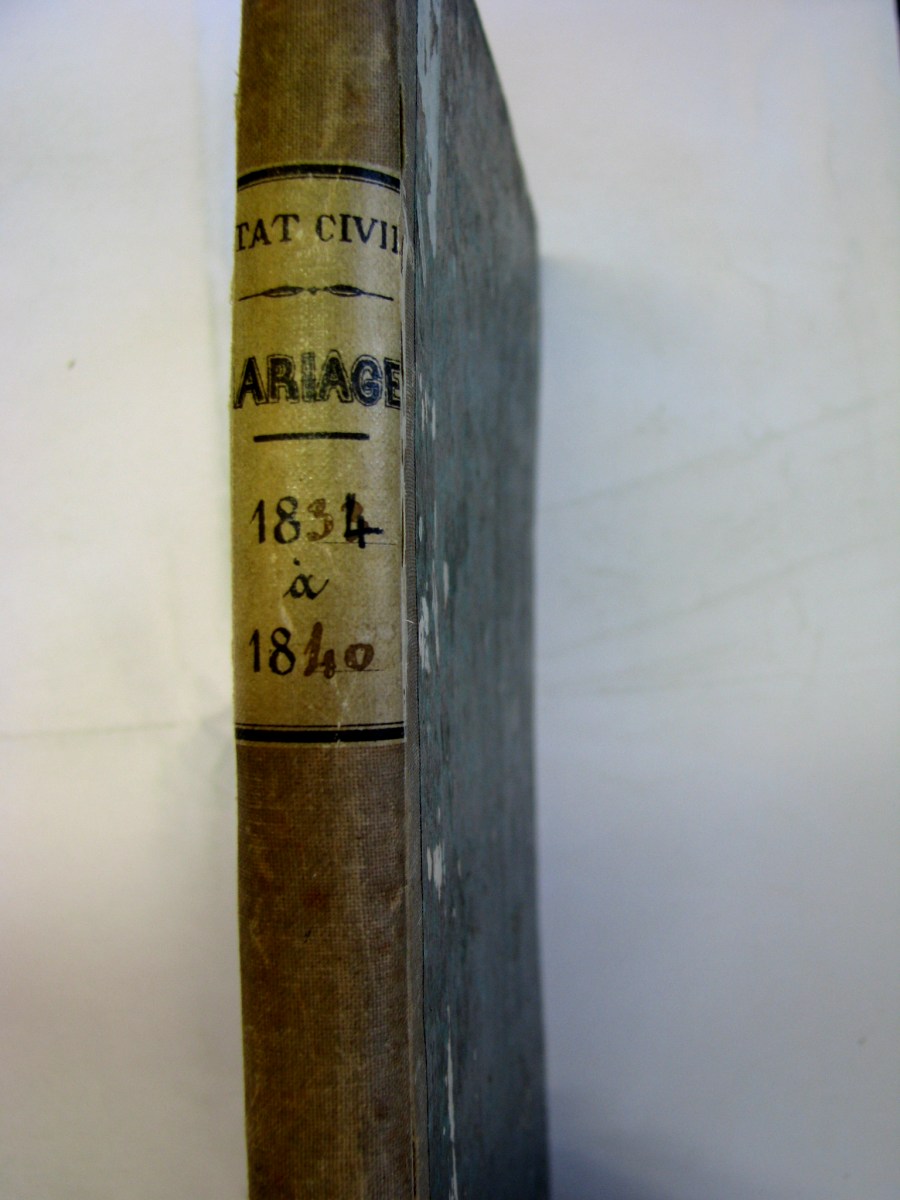 TAT CIVIL
ARIAGE
1834
à
1840